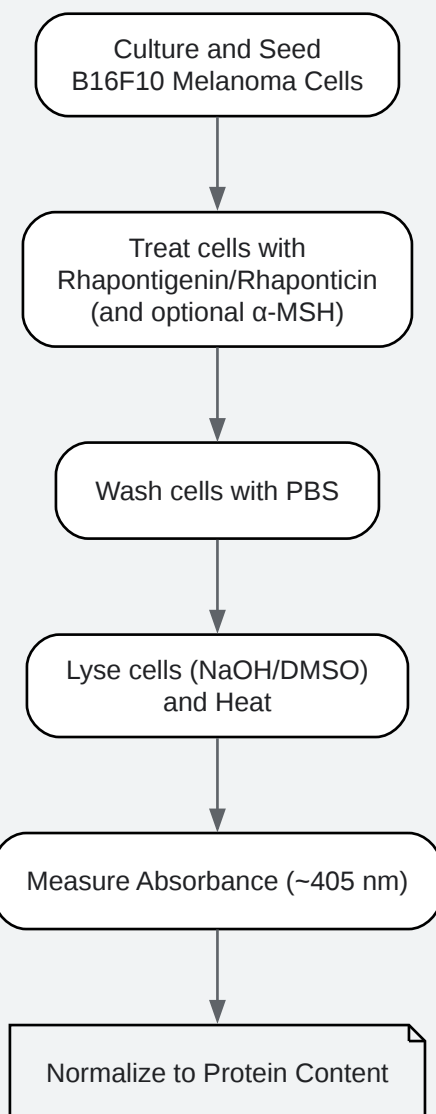 Culture and Seed
B16F10 Melanoma Cells
Treat cells with
Rhapontigenin/Rhaponticin
(and optional α-MSH)
Wash cells with PBS
Lyse cells (NaOH/DMSO)
and Heat
Measure Absorbance (~405 nm)
Normalize to Protein Content